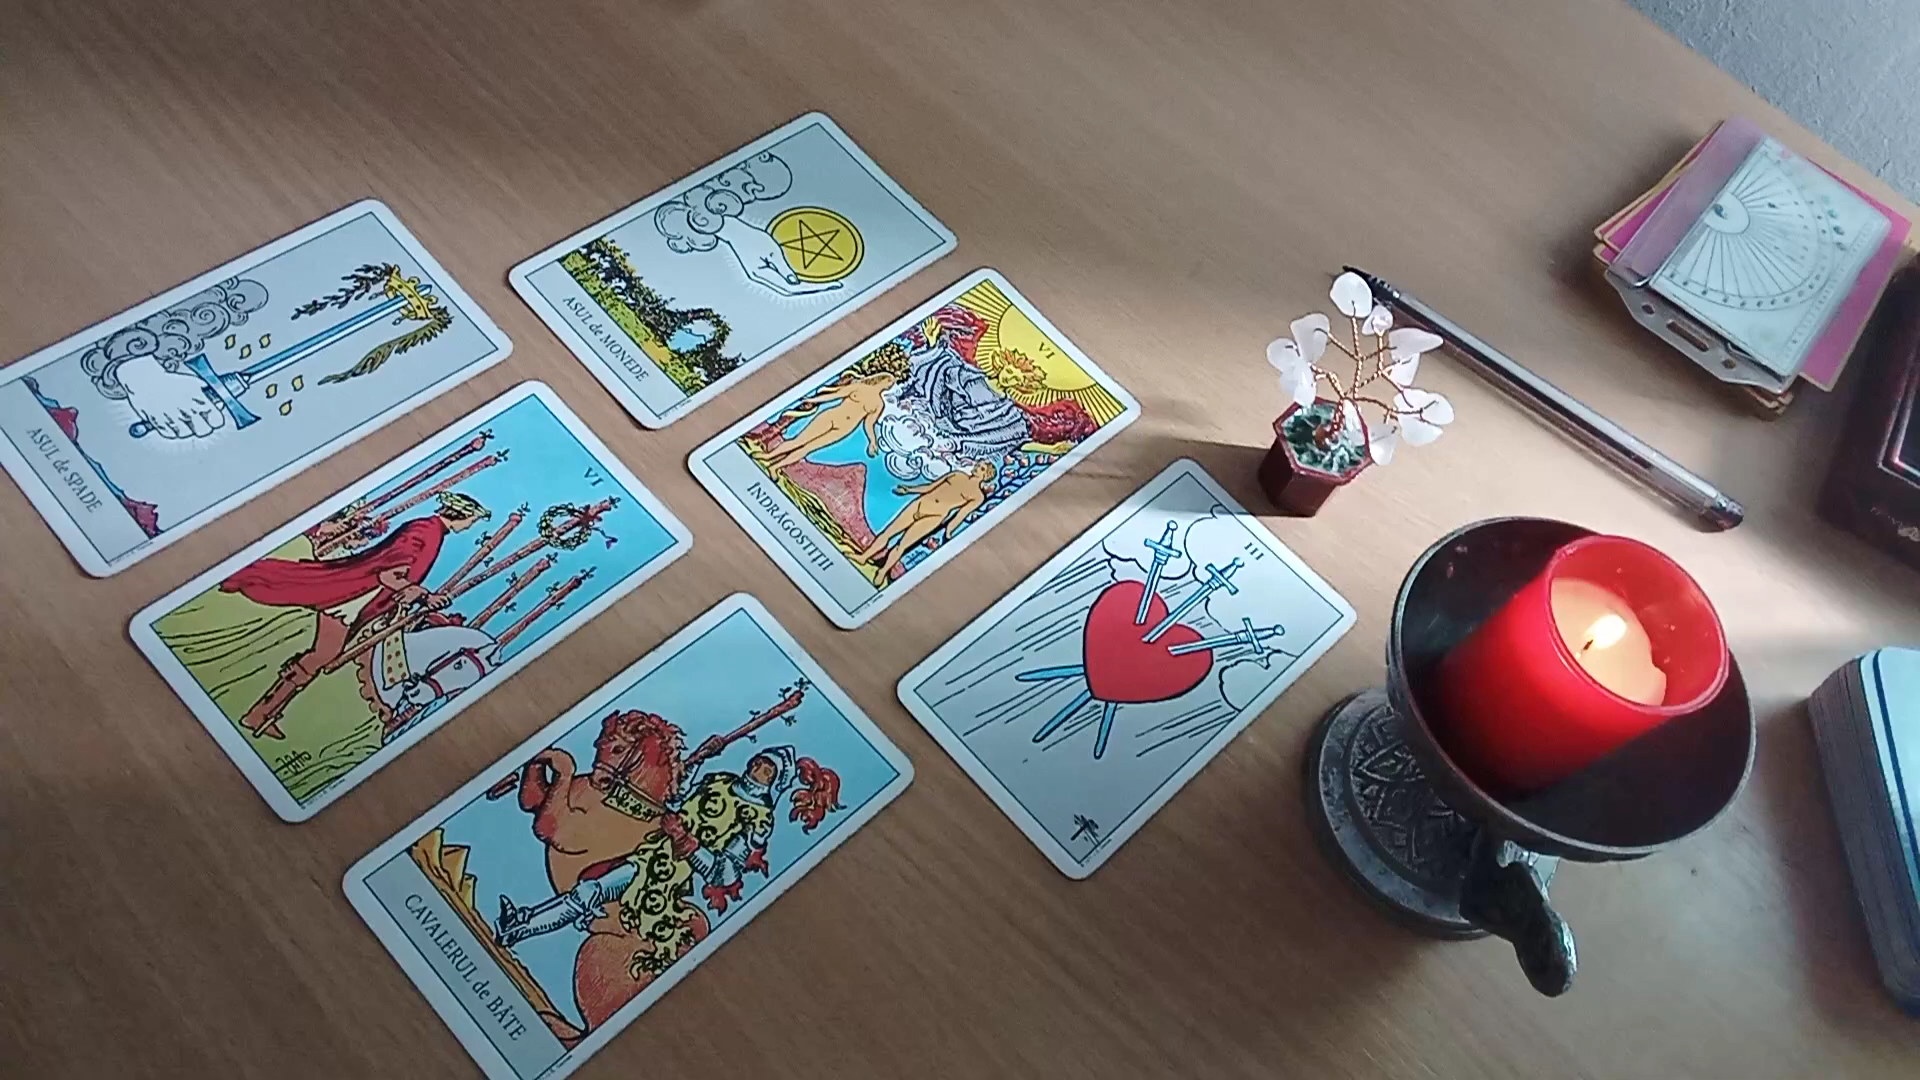 ASUL de SPADE
ASUL de MONEDE
VI
VI
ÎNDRĂGOSTIȚII
III
CAVALERUL de BÂTE